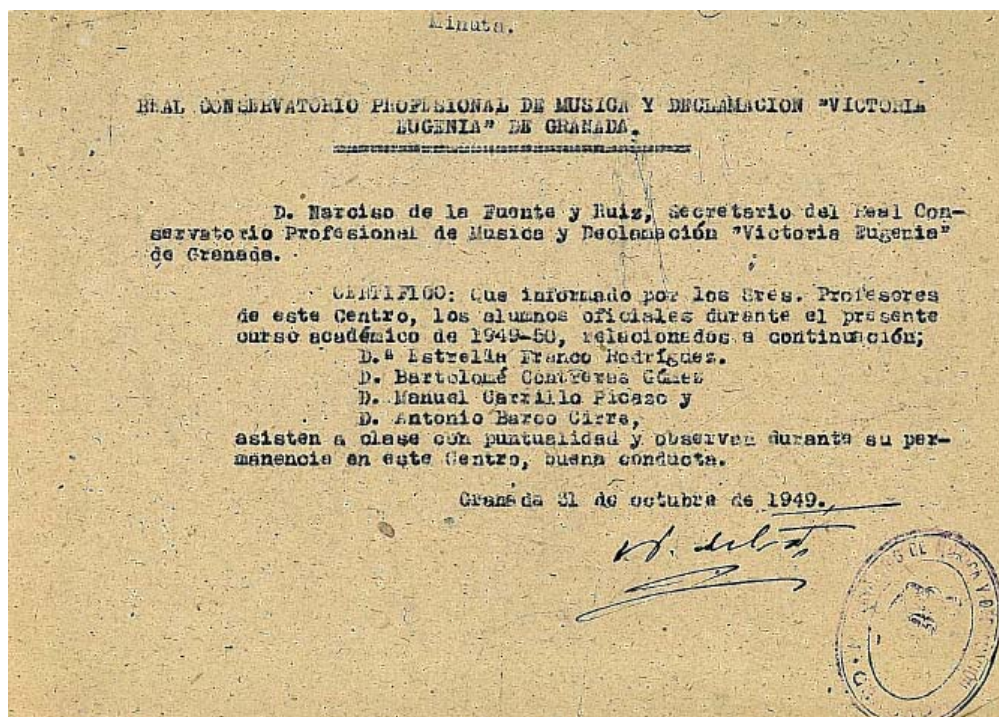 Minuta.
REAL CONSERVATORIO PROFESIONAL DE MUSICA Y DECLAMACION "VICTORIA
EUGENIA" DE GRANADA.
D. Narciso de la Fuente y Ruiz, Secretario del Real Con-
servatorio Profesional de Musica y Declamación "Victoria Eugenia"
de Granada.
CERTIFICO: Que informado por los Sres. Profesores
de este Centro, los alumnos oficiales durante el presente
curso académico de 1949-50, relacionados a continuación;
D.ª Estrella Franco Rodríguez.
D. Bartolomé Contreras Gómez
D. Manuel Carrillo Picazo y
D. Antonio Barco Cirre,
asisten a clase con puntualidad y observan durante su per-
manencia en este Centro, buena conducta.
Granada 31 de octubre de 1949.
DE MUSICA Y